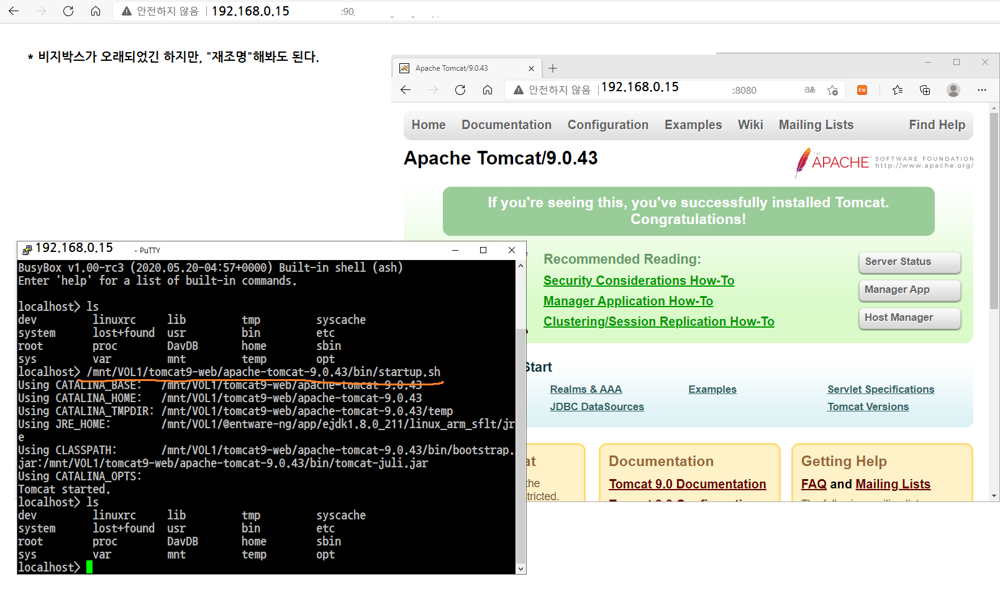 안전하지 않음 192.168.0.15 :90
* 비지박스가 오래되었긴 하지만, "재조명"해봐도 된다.
Apache Tomcat/9.0.43
안전하지 않음 192.168.0.15 :8080
Home Documentation Configuration Examples Wiki Mailing Lists Find Help
Apache Tomcat/9.0.43
THE
APACHE
SOFTWARE FOUNDATION
http://www.apache.org/
If you're seeing this, you've successfully installed Tomcat.
Congratulations!
Recommended Reading:
Security Considerations How-To
Manager Application How-To
Clustering/Session Replication How-To
Server Status
Manager App
Host Manager
Start
Realms & AAA
JDBC DataSources
Examples
Servlet Specifications
Tomcat Versions
the
tricted.
Documentation
Tomcat 9.0 Documentation
Getting Help
FAQ and Mailing Lists
192.168.0.15 - PuTTY
BusyBox v1.00-rc3 (2020.05.20-04:57+0000) Built-in shell (ash)
Enter 'help' for a list of built-in commands.
localhost> ls
dev linuxrc lib tmp syscache
system lost+found usr bin etc
root proc DavDB home sbin
sys var mnt temp opt
localhost> /mnt/VOL1/tomcat9-web/apache-tomcat-9.0.43/bin/startup.sh
Using CATALINA_BASE: /mnt/VOL1/tomcat9-web/apache-tomcat-9.0.43
Using CATALINA_HOME: /mnt/VOL1/tomcat9-web/apache-tomcat-9.0.43
Using CATALINA_TMPDIR: /mnt/VOL1/tomcat9-web/apache-tomcat-9.0.43/temp
Using JRE_HOME: /mnt/VOL1/@entware-ng/app/ejdk1.8.0_211/linux_arm_sflt/jr
e
Using CLASSPATH: /mnt/VOL1/tomcat9-web/apache-tomcat-9.0.43/bin/bootstrap.
jar:/mnt/VOL1/tomcat9-web/apache-tomcat-9.0.43/bin/tomcat-juli.jar
Using CATALINA_OPTS:
Tomcat started.
localhost> ls
dev linuxrc lib tmp syscache
system lost+found usr bin etc
root proc DavDB home sbin
sys var mnt temp opt
localhost>